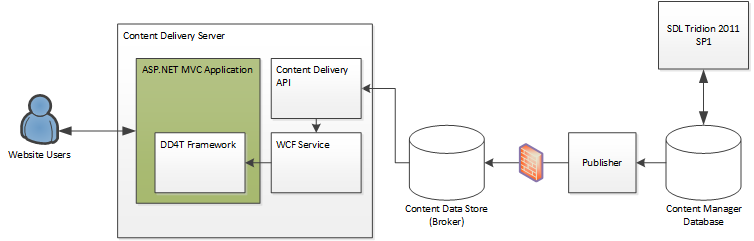 SDL Tridion 2011
SP1
Content Delivery Server
ASP.NET MVC Application
Content Delivery
API
DD4T Framework
WCF Service
Website Users
Publisher
Content Data Store
(Broker)
Content Manager
Database